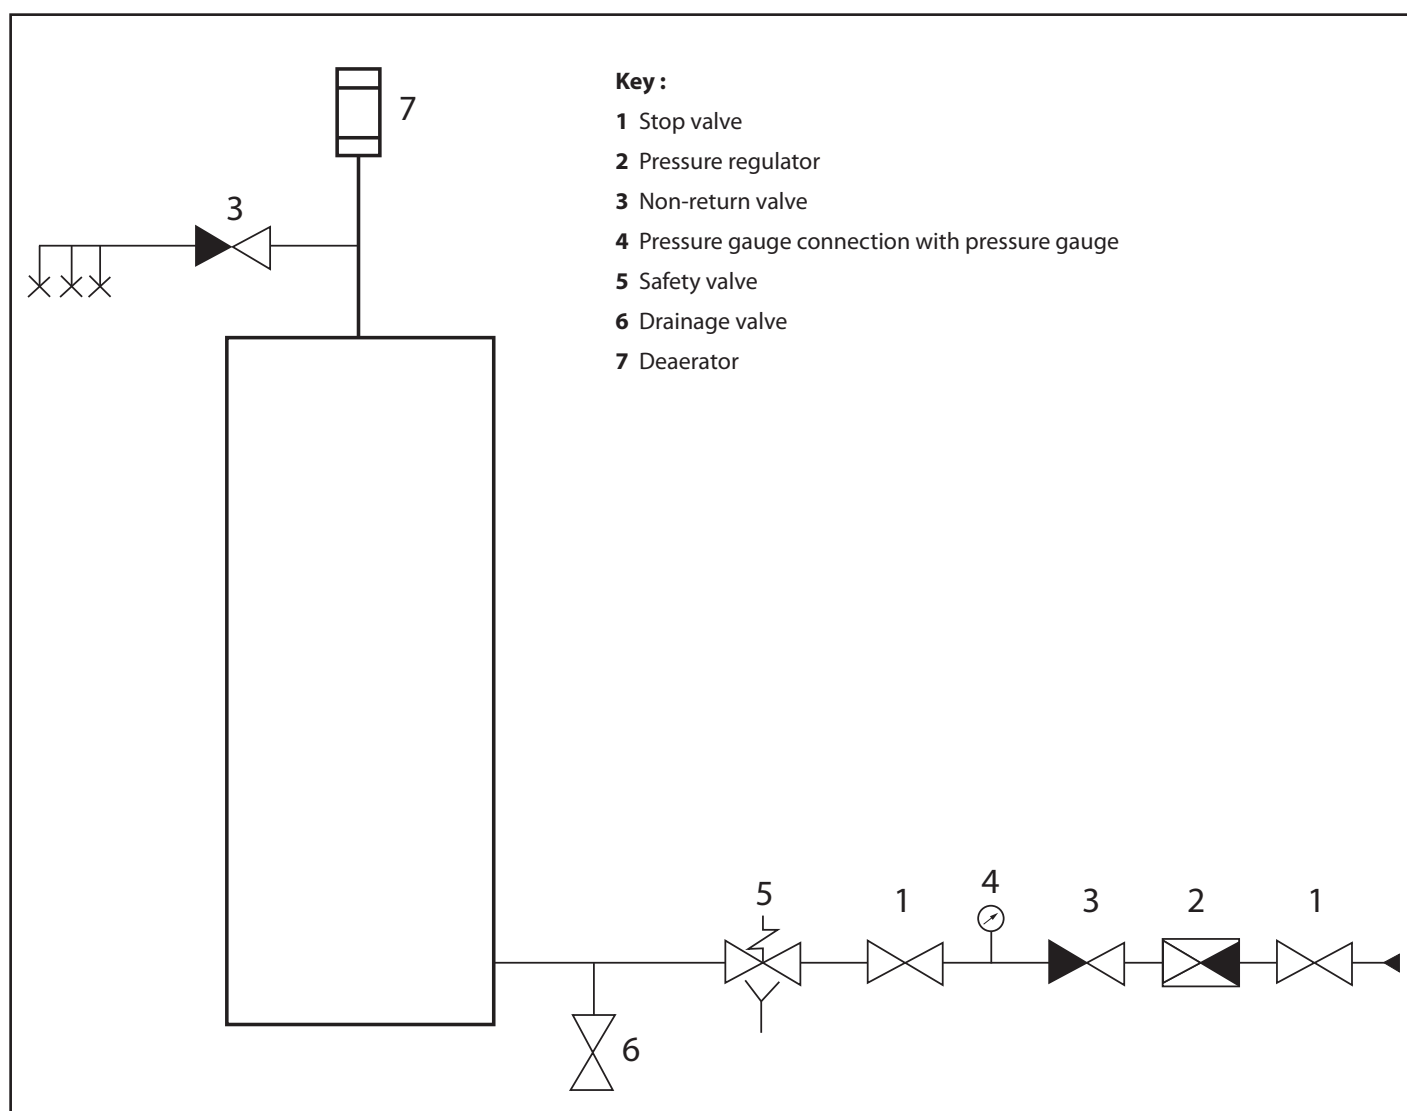 7
Key :
1 Stop valve
2 Pressure regulator
3 Non-return valve
4 Pressure gauge connection with pressure gauge
5 Safety valve
6 Drainage valve
7 Deaerator
3
5
1
4
3
2
1
6